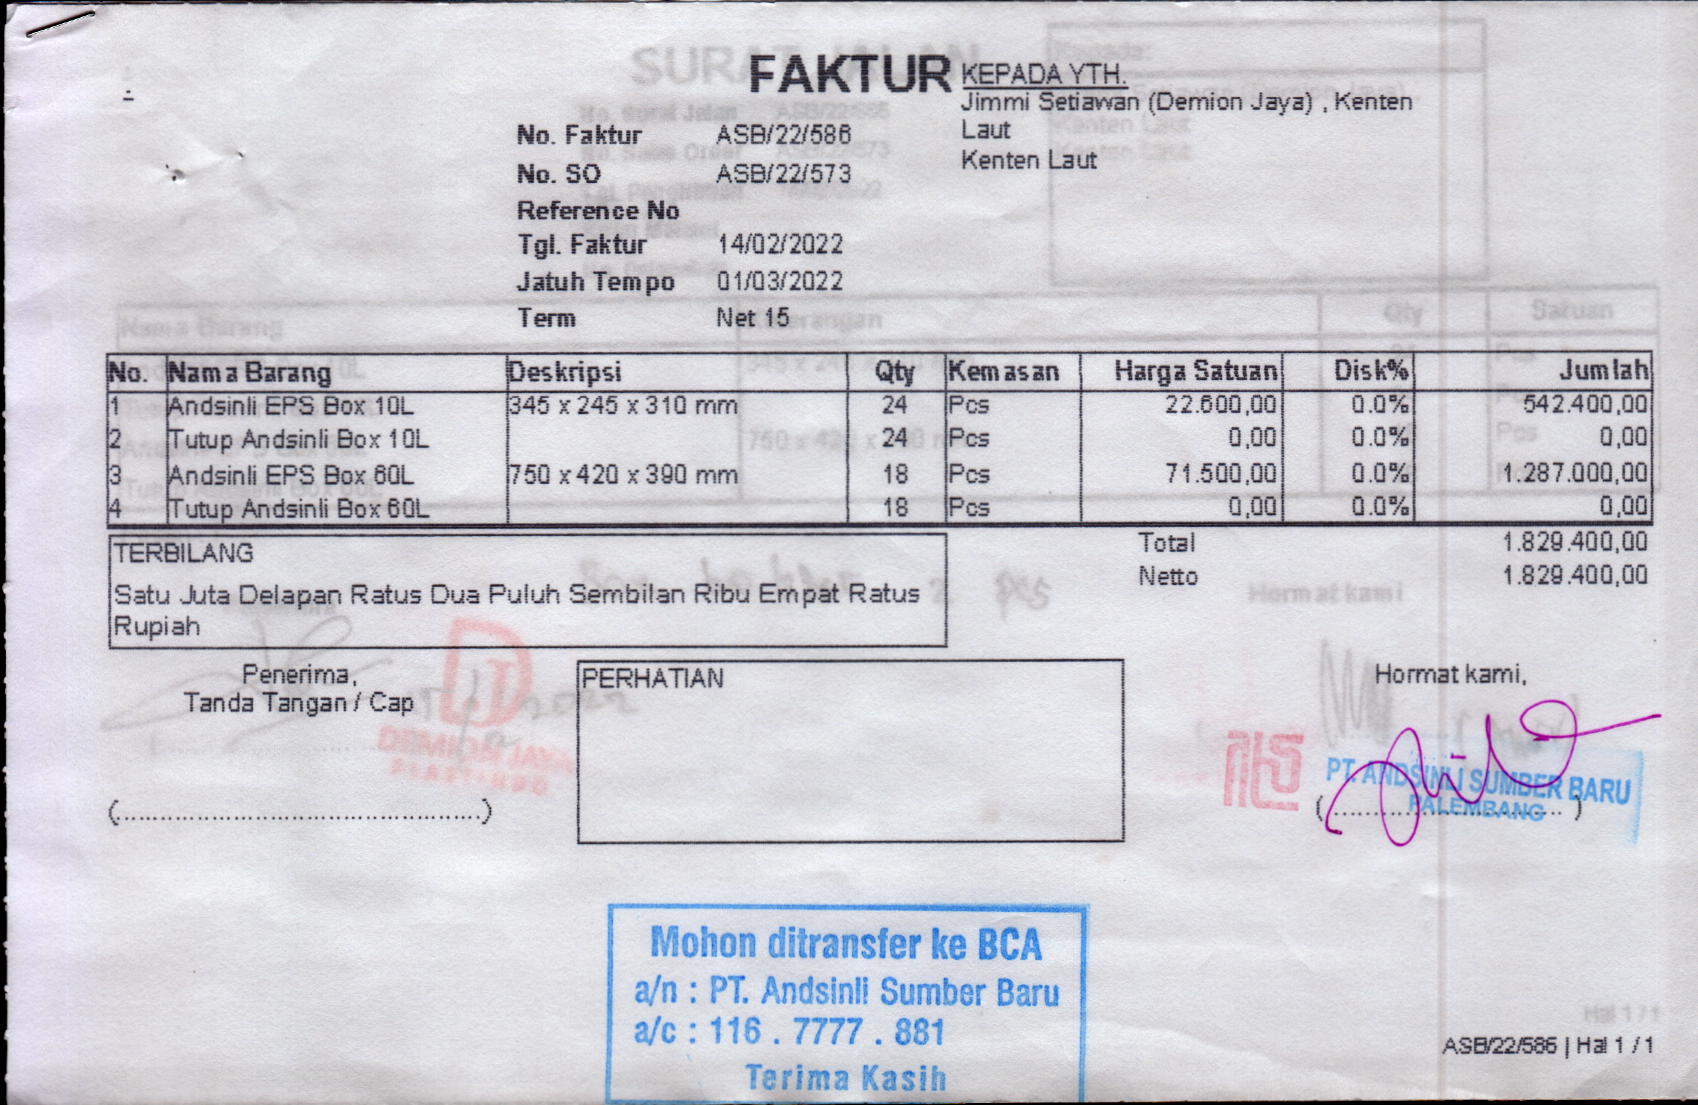 FAKTUR
KEPADA YTH.
Jimmi Setiawan (Demion Jaya) , Kenten
Laut
Kenten Laut
No. Faktur ASB/22/586
No. SO ASB/22/573
Reference No
Tgl. Faktur 14/02/2022
Jatuh Tempo 01/03/2022
Term Net 15
No. Nama Barang Deskripsi Qty Kemasan Harga Satuan Disk% Jumlah
1 Andsinli EPS Box 10L 345 x 245 x 310 mm 24 Pcs 22.600,00 0.0% 542.400,00
2 Tutup Andsinli Box 10L 24 Pcs 0,00 0.0% 0,00
3 Andsinli EPS Box 60L 750 x 420 x 390 mm 18 Pcs 71.500,00 0.0% 1.287.000,00
4 Tutup Andsinli Box 60L 18 Pcs 0,00 0.0% 0,00
Total 1.829.400,00
Netto 1.829.400,00
TERBILANG
Satu Juta Delapan Ratus Dua Puluh Sembilan Ribu Empat Ratus
Rupiah
Penerima,
Tanda Tangan / Cap
(................................................)
PERHATIAN
Hormat kami,
PT. ANDSINLI SUMBER BARU
PALEMBANG
Mohon ditransfer ke BCA
a/n : PT. Andsinli Sumber Baru
a/c : 116 . 7777 . 881
Terima Kasih
ASB/22/586 | Hal 1 / 1